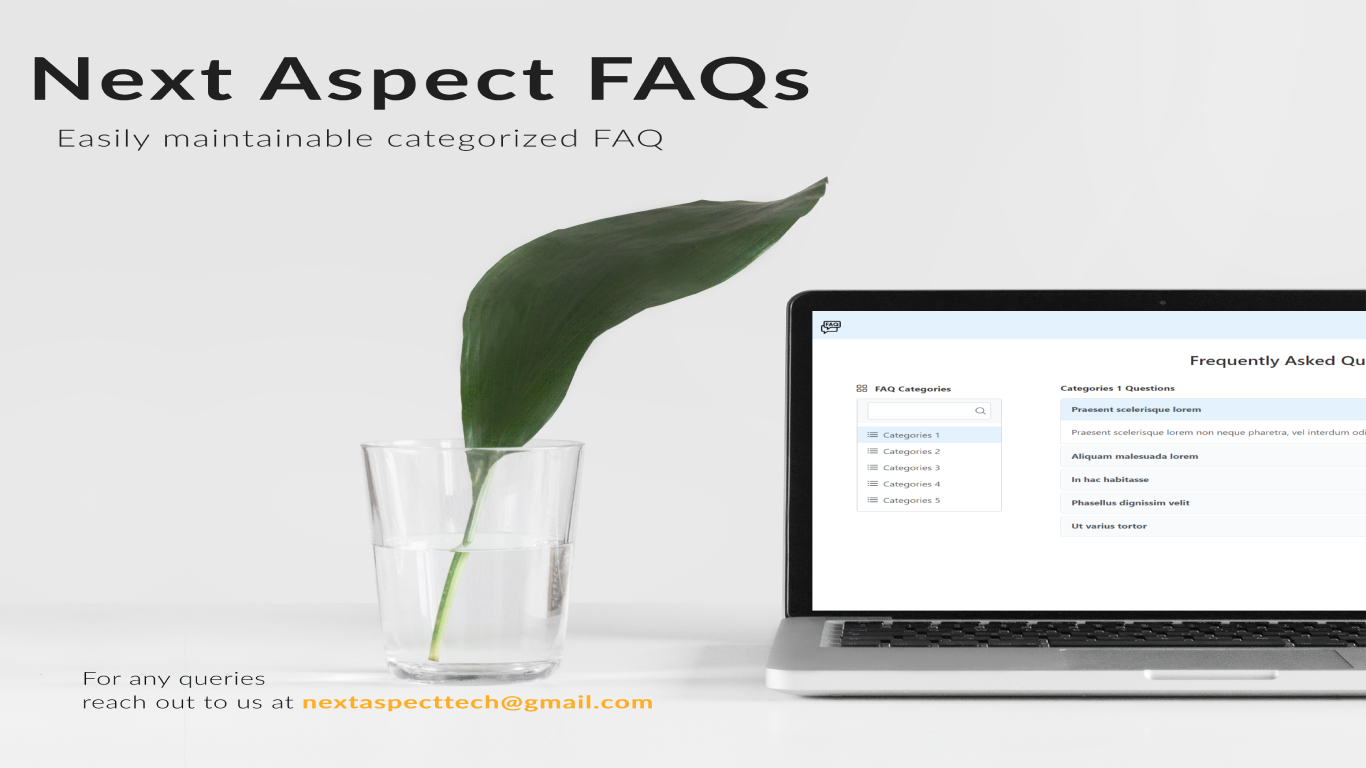 Next Aspect FAQs
Easily maintainable categorized FAQ
FAQ
Frequently Asked Qu
FAQ Categories
Categories 1
Categories 2
Categories 3
Categories 4
Categories 5
Categories 1 Questions
Praesent scelerisque lorem
Praesent scelerisque lorem non neque pharetra, vel interdum odi
Aliquam malesuada lorem
In hac habitasse
Phasellus dignissim velit
Ut varius tortor
For any queries
reach out to us at nextaspecttech@gmail.com